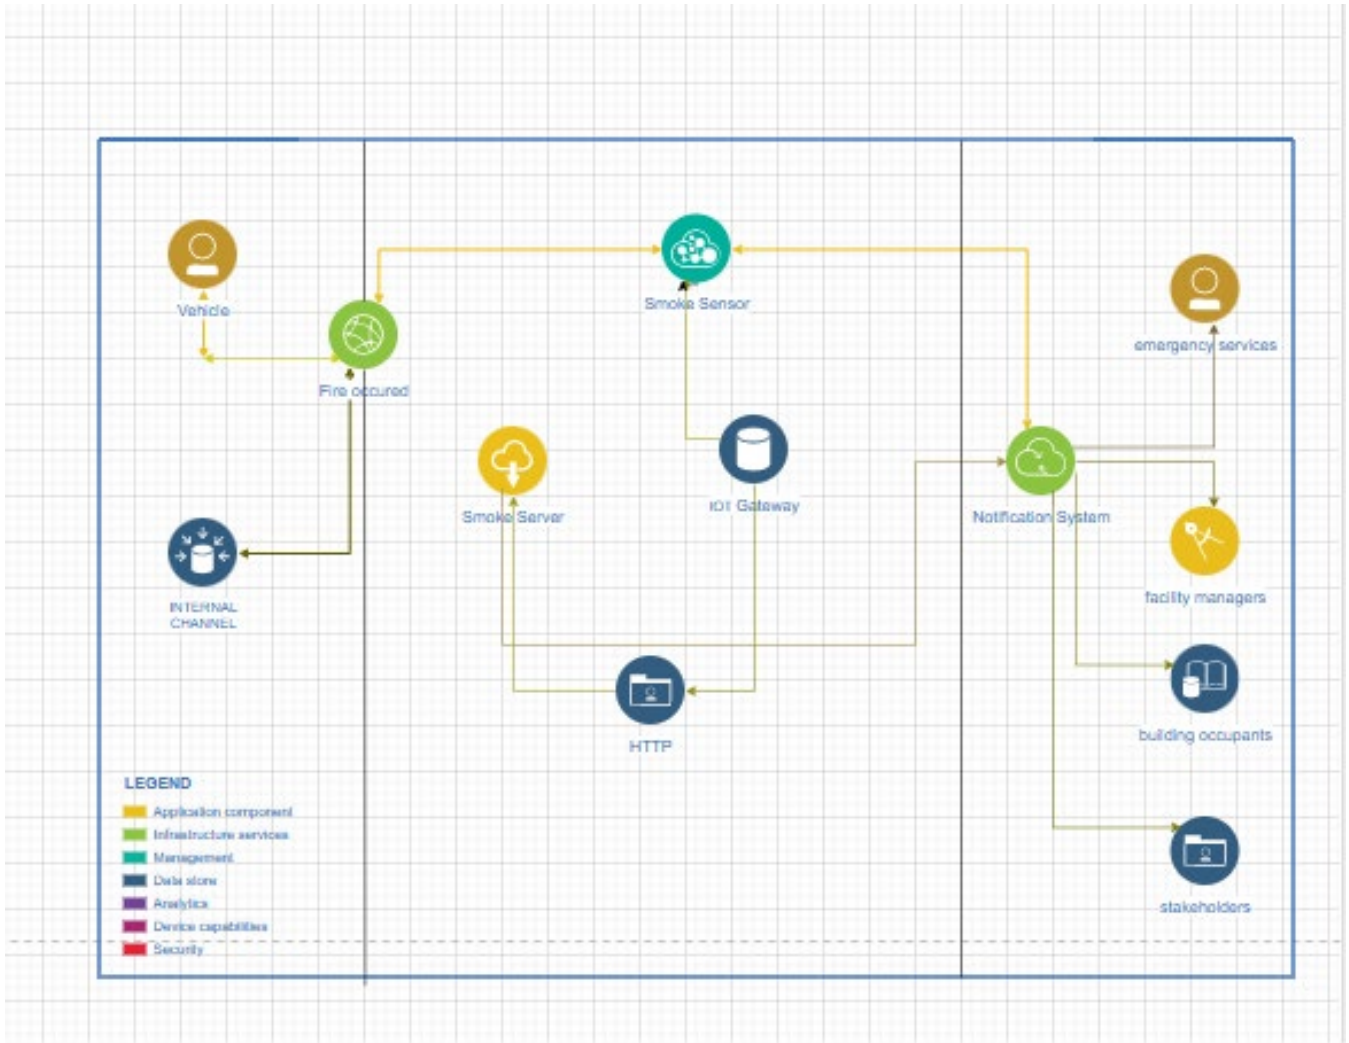 Vehicle
Smoke Sensor
emergency services
Fire occured
Smoke Server
IOT Gateway
Notification System
facility managers
INTERNAL
CHANNEL
HTTP
building occupants
stakeholders
LEGEND
Application component
Infrastructure services
Management
Data store
Analytics
Device capabilities
Security